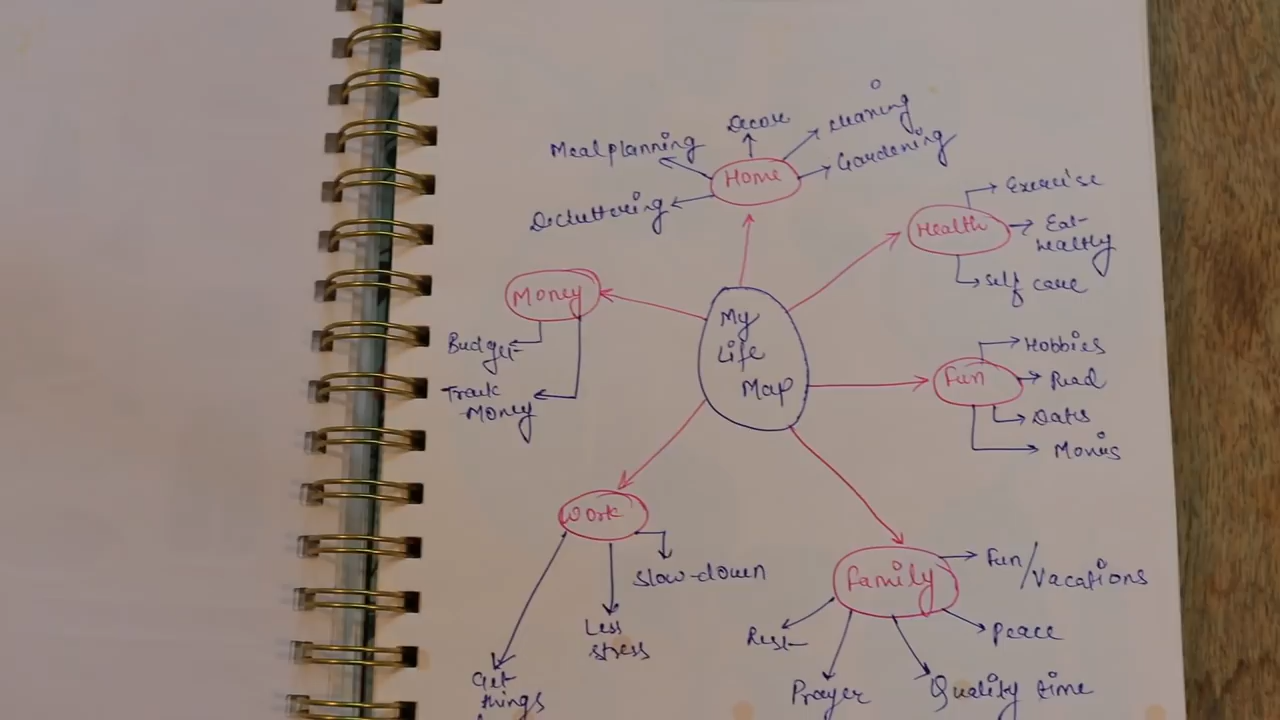 My
Life
Map
Home
Decluttering
Mealplanning
Decor
cleaning
Gardening
Health
Exercise
Eat
healthy
self care
Fun
Hobbies
Read
Dates
Movies
Family
Fun
/Vacations
Peace
Quality time
Prayer
Rest
Work
Slow-down
Less
stress
Get
things
Money
Budget
Track
Money